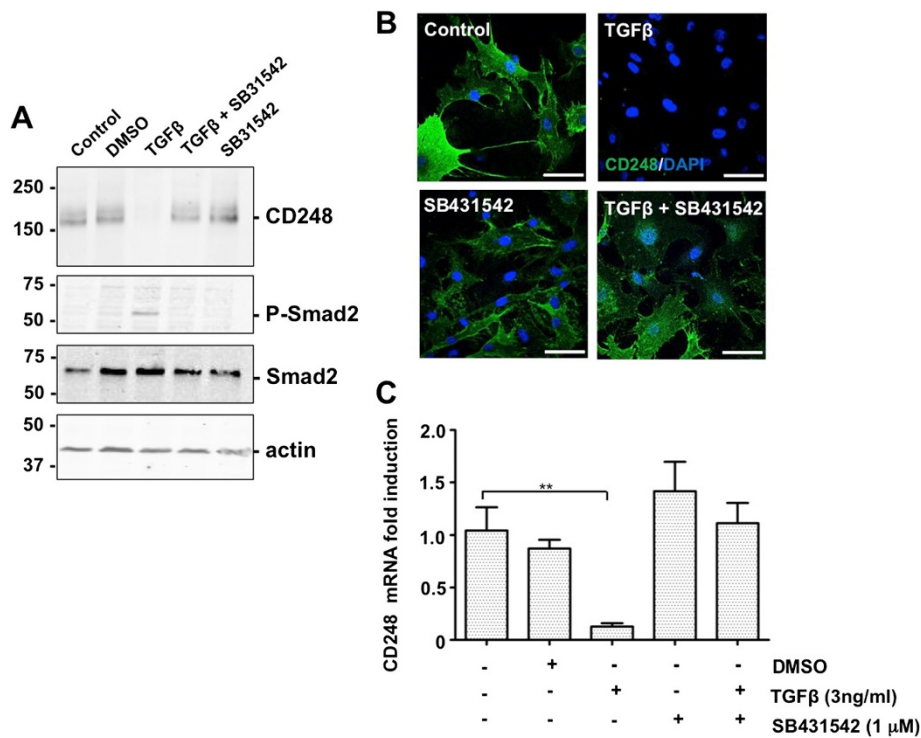 A
Control
DMSO
TGFβ
TGFβ + SB31542
SB31542
250
150
CD248
75
50
P-Smad2
75
50
Smad2
50
37
actin
B
Control
TGFβ
CD248/DAPI
SB431542
TGFβ + SB431542
C
CD248 mRNA fold induction
2.0
1.5
1.0
0.5
0
**
- + - - - DMSO
- - + - + TGFβ (3ng/ml)
- - - + + SB431542 (1 μM)